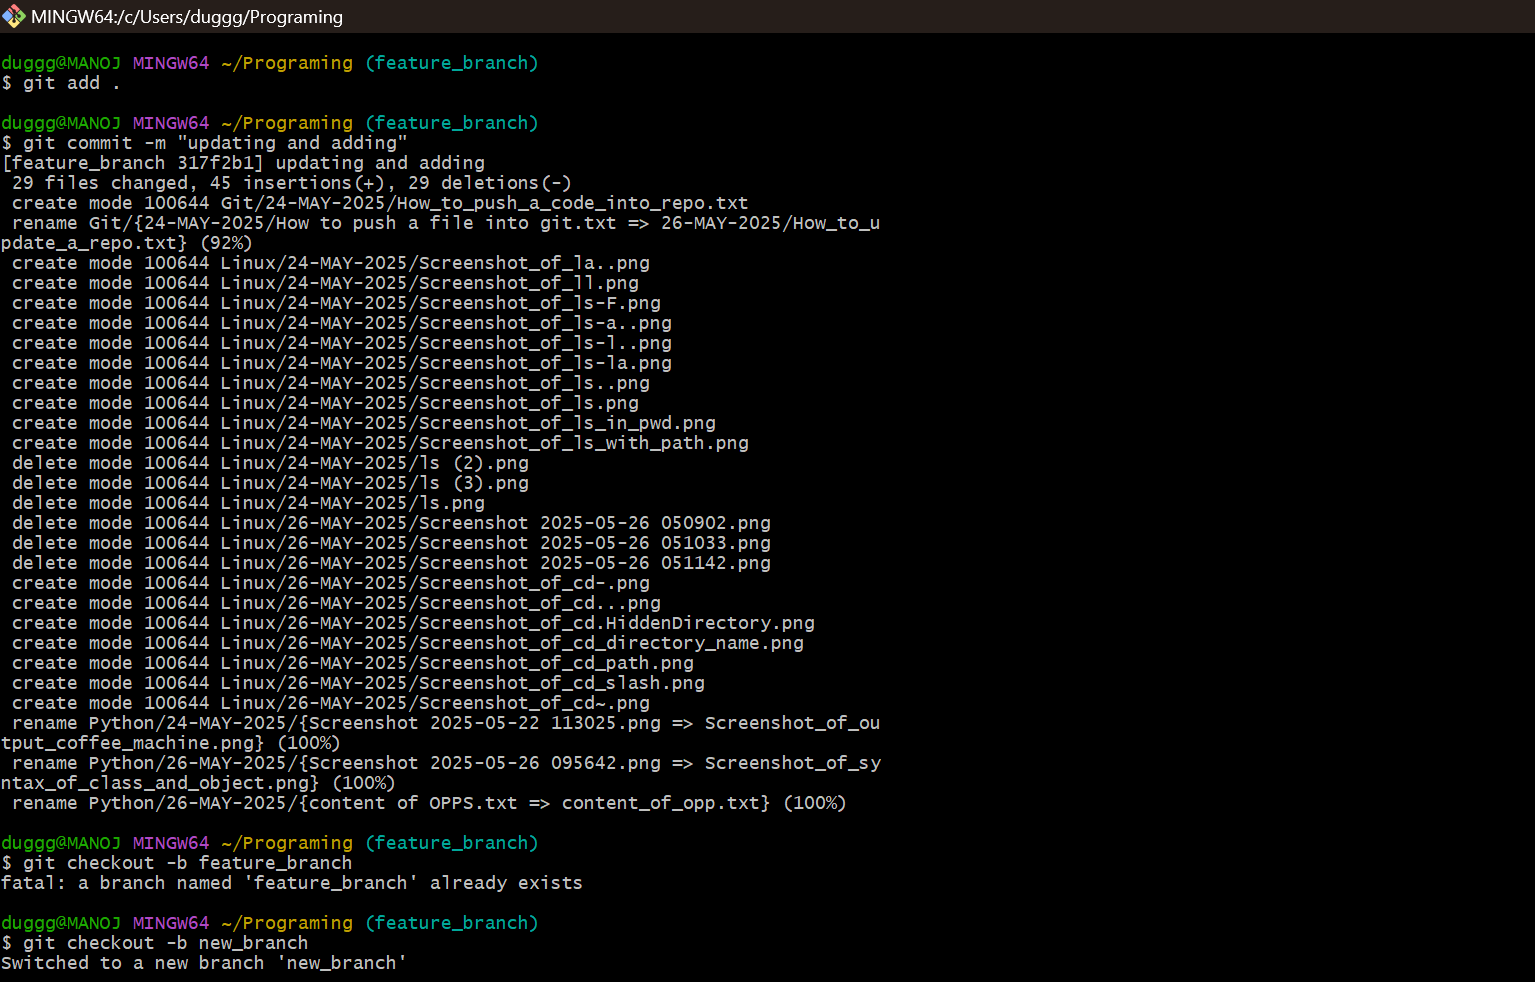 MINGW64:/c/Users/duggg/Programing
duggg@MANOJ MINGW64 ~/Programing (feature_branch)
$ git add .
duggg@MANOJ MINGW64 ~/Programing (feature_branch)
$ git commit -m "updating and adding"
[feature_branch 317f2b1] updating and adding
 29 files changed, 45 insertions(+), 29 deletions(-)
 create mode 100644 Git/24-MAY-2025/How_to_push_a_code_into_repo.txt
 rename Git/{24-MAY-2025/How to push a file into git.txt => 26-MAY-2025/How_to_u
pdate_a_repo.txt} (92%)
 create mode 100644 Linux/24-MAY-2025/Screenshot_of_la..png
 create mode 100644 Linux/24-MAY-2025/Screenshot_of_ll.png
 create mode 100644 Linux/24-MAY-2025/Screenshot_of_ls-F.png
 create mode 100644 Linux/24-MAY-2025/Screenshot_of_ls-a..png
 create mode 100644 Linux/24-MAY-2025/Screenshot_of_ls-l..png
 create mode 100644 Linux/24-MAY-2025/Screenshot_of_ls-la.png
 create mode 100644 Linux/24-MAY-2025/Screenshot_of_ls..png
 create mode 100644 Linux/24-MAY-2025/Screenshot_of_ls.png
 create mode 100644 Linux/24-MAY-2025/Screenshot_of_ls_in_pwd.png
 create mode 100644 Linux/24-MAY-2025/Screenshot_of_ls_with_path.png
 delete mode 100644 Linux/24-MAY-2025/ls (2).png
 delete mode 100644 Linux/24-MAY-2025/ls (3).png
 delete mode 100644 Linux/24-MAY-2025/ls.png
 delete mode 100644 Linux/26-MAY-2025/Screenshot 2025-05-26 050902.png
 delete mode 100644 Linux/26-MAY-2025/Screenshot 2025-05-26 051033.png
 delete mode 100644 Linux/26-MAY-2025/Screenshot 2025-05-26 051142.png
 create mode 100644 Linux/26-MAY-2025/Screenshot_of_cd-.png
 create mode 100644 Linux/26-MAY-2025/Screenshot_of_cd...png
 create mode 100644 Linux/26-MAY-2025/Screenshot_of_cd.HiddenDirectory.png
 create mode 100644 Linux/26-MAY-2025/Screenshot_of_cd_directory_name.png
 create mode 100644 Linux/26-MAY-2025/Screenshot_of_cd_path.png
 create mode 100644 Linux/26-MAY-2025/Screenshot_of_cd_slash.png
 create mode 100644 Linux/26-MAY-2025/Screenshot_of_cd~.png
 rename Python/24-MAY-2025/{Screenshot 2025-05-22 113025.png => Screenshot_of_ou
tput_coffee_machine.png} (100%)
 rename Python/26-MAY-2025/{Screenshot 2025-05-26 095642.png => Screenshot_of_sy
ntax_of_class_and_object.png} (100%)
 rename Python/26-MAY-2025/{content of OPPS.txt => content_of_opp.txt} (100%)
duggg@MANOJ MINGW64 ~/Programing (feature_branch)
$ git checkout -b feature_branch
fatal: a branch named 'feature_branch' already exists
duggg@MANOJ MINGW64 ~/Programing (feature_branch)
$ git checkout -b new_branch
Switched to a new branch 'new_branch'